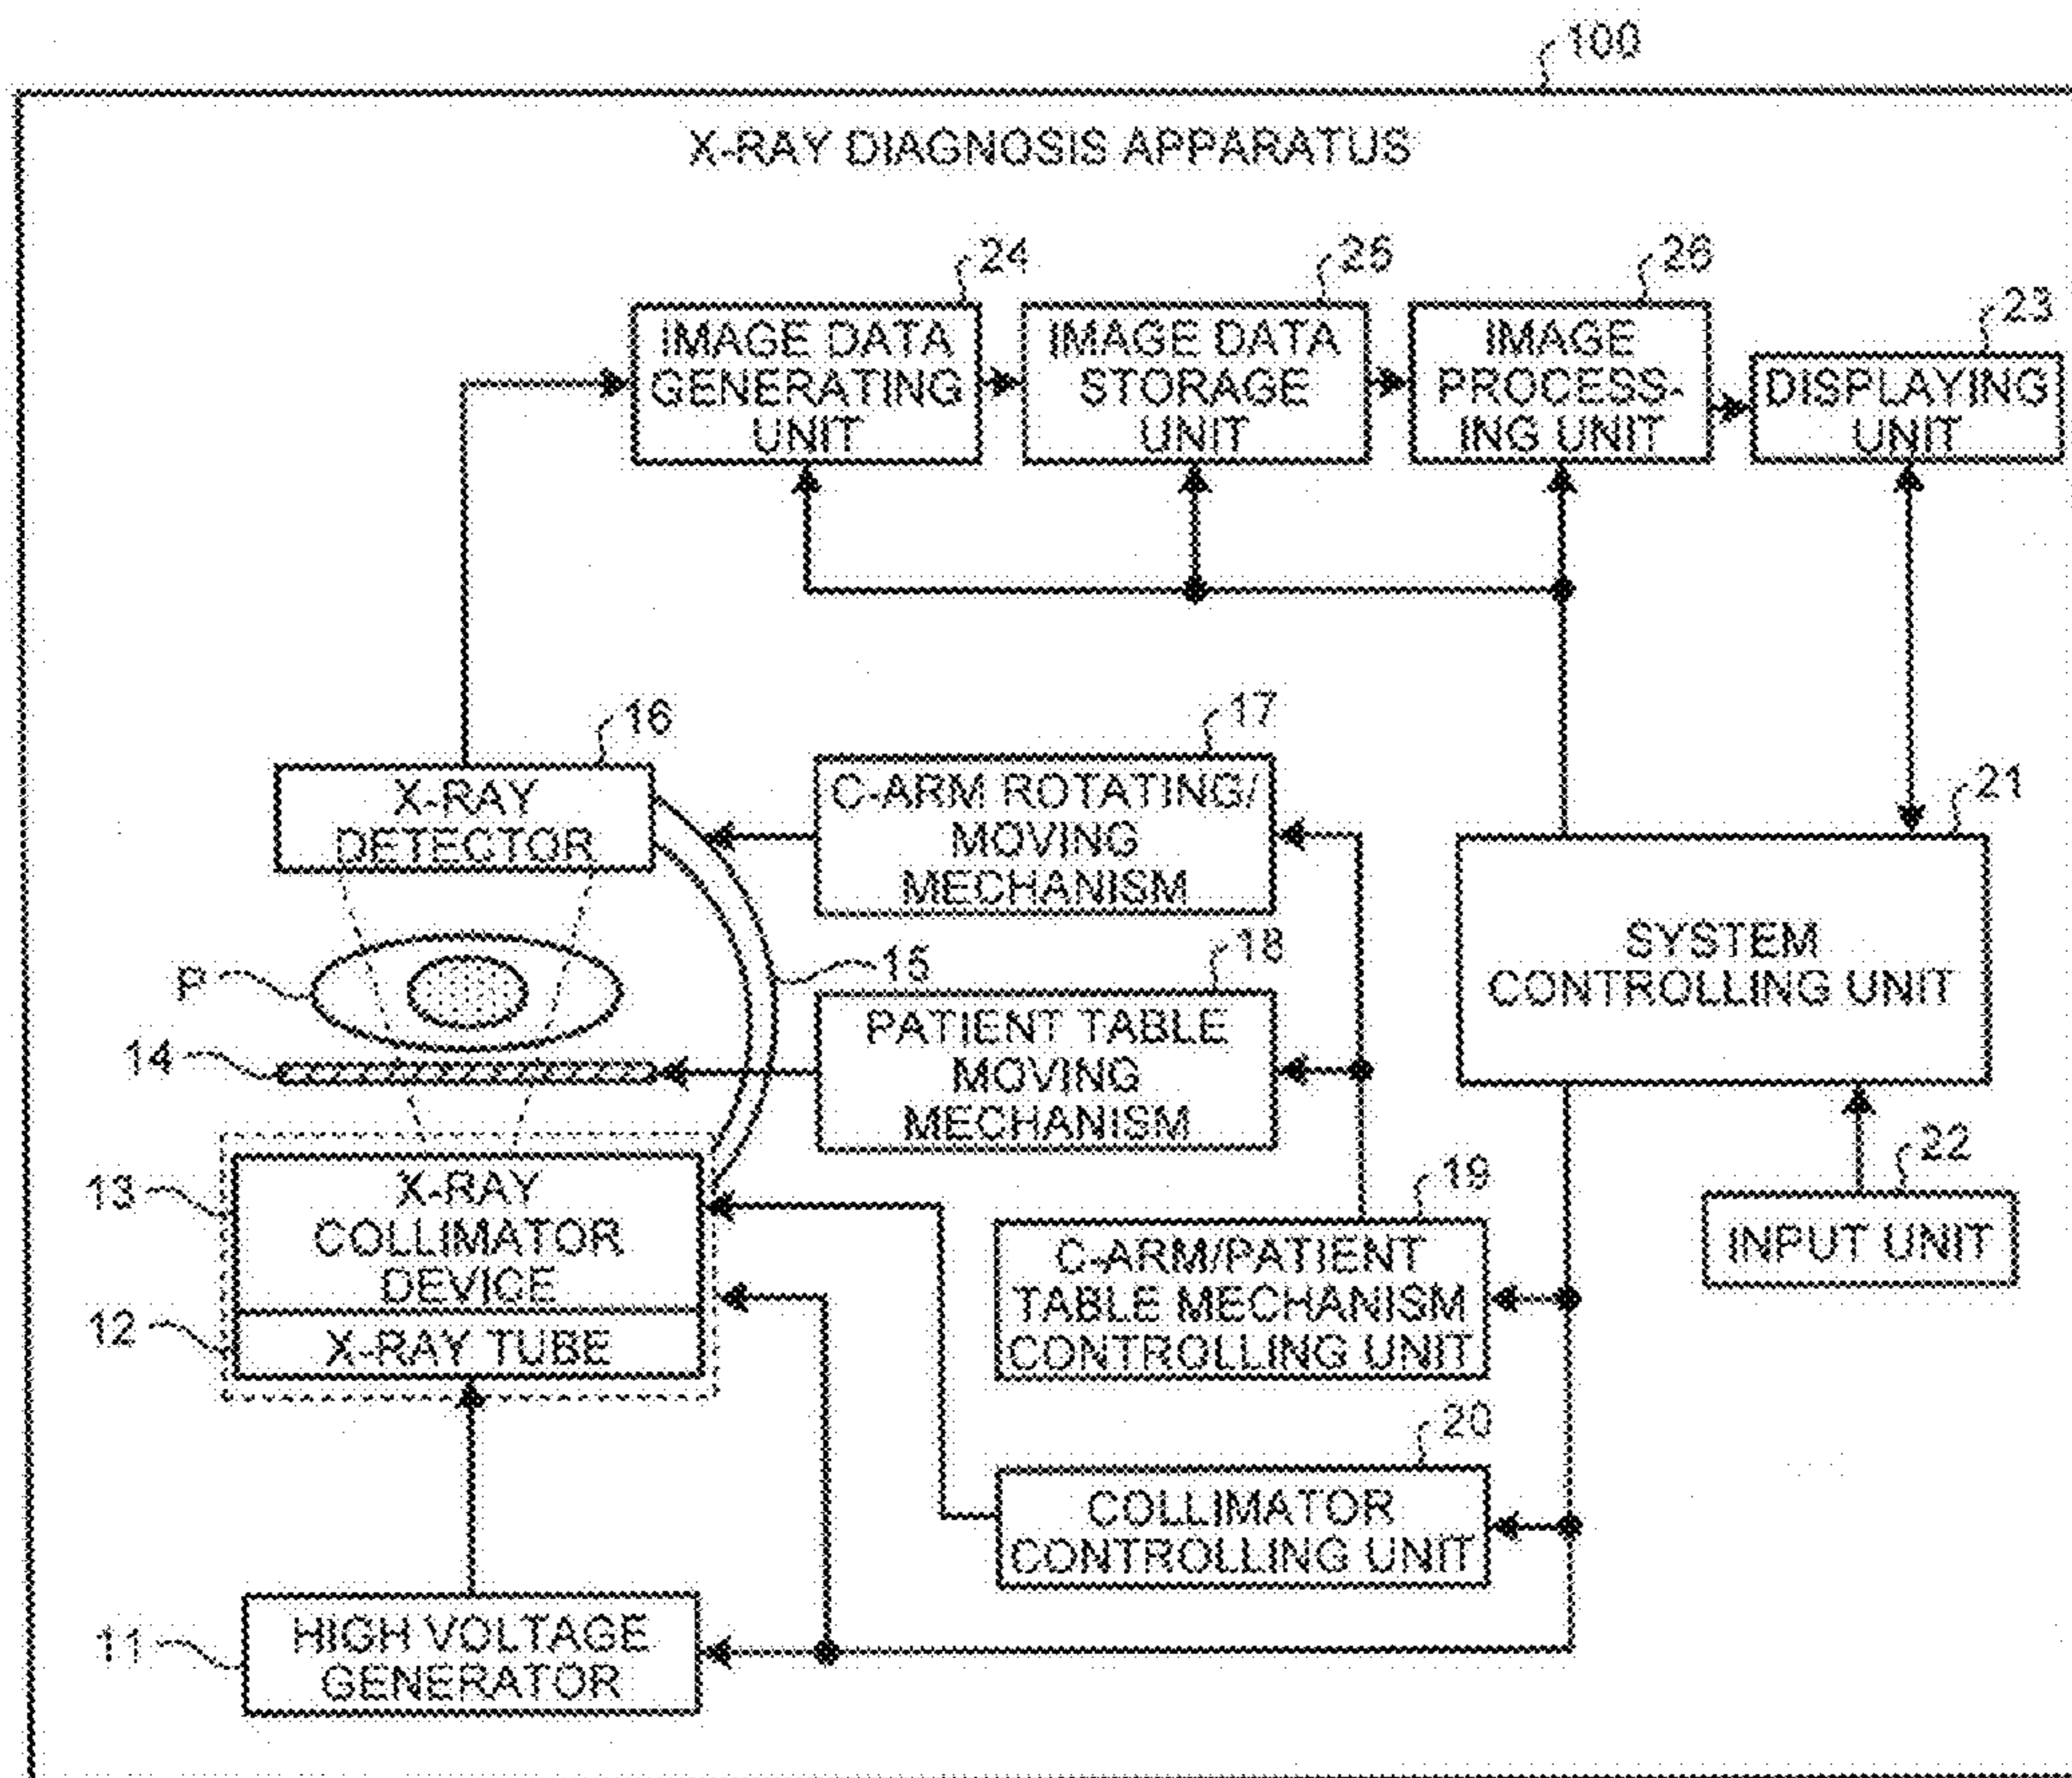 100
X-RAY DIAGNOSIS APPARATUS
24
IMAGE DATA
GENERATING
UNIT
25
IMAGE DATA
STORAGE
UNIT
26
IMAGE
PROCESS-
ING UNIT
23
DISPLAYING
UNIT
16
X-RAY
DETECTOR
17
C-ARM ROTATING/
MOVING
MECHANISM
21
SYSTEM
CONTROLLING UNIT
P
15
18
PATIENT TABLE
MOVING
MECHANISM
14
13
X-RAY
COLLIMATOR
DEVICE
12
X-RAY TUBE
19
C-ARM/PATIENT
TABLE MECHANISM
CONTROLLING UNIT
22
INPUT UNIT
20
COLLIMATOR
CONTROLLING UNIT
11
HIGH VOLTAGE
GENERATOR